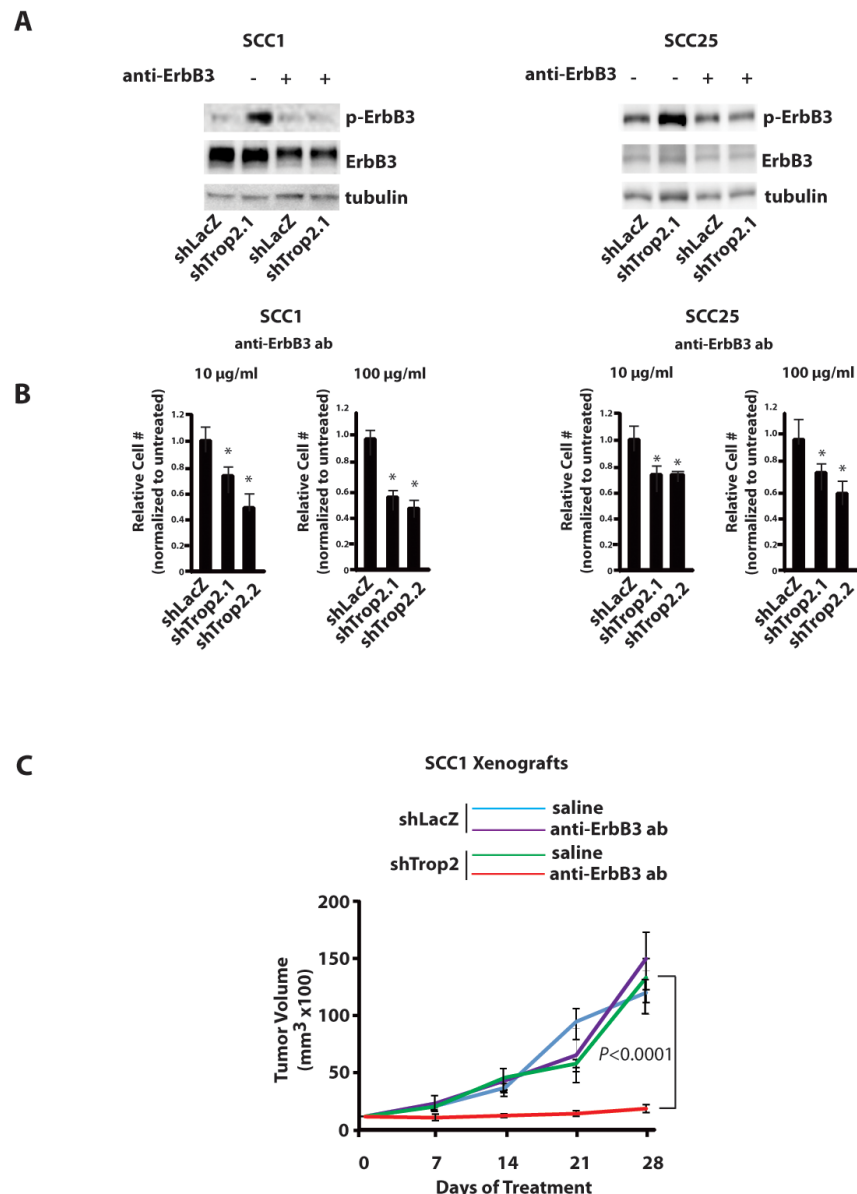 A
SCC1
anti-ErbB3 - + +
p-ErbB3
ErbB3
tubulin
shLacZ
shTrop2.1
shLacZ
shTrop2.1
SCC25
anti-ErbB3 - - + +
p-ErbB3
ErbB3
tubulin
shLacZ
shTrop2.1
shLacZ
shTrop2.1
B
SCC1
anti-ErbB3 ab
10 µg/ml
Relative Cell #
(normalized to untreated)
1.2
1.0
0.8
0.6
0.4
0.2
0
*
*
shLacZ
shTrop2.1
shTrop2.2
100 µg/ml
Relative Cell #
(normalized to untreated)
1.2
1.0
0.8
0.6
0.4
0.2
0
*
*
shLacZ
shTrop2.1
shTrop2.2
SCC25
anti-ErbB3 ab
10 µg/ml
Relative Cell #
(normalized to untreated)
1.2
1.0
0.8
0.6
0.4
0.2
0
*
*
shLacZ
shTrop2.1
shTrop2.2
100 µg/ml
Relative Cell #
(normalized to untreated)
1.2
1.0
0.8
0.6
0.4
0.2
0
*
*
shLacZ
shTrop2.1
shTrop2.2
C
SCC1 Xenografts
shLacZ
saline
anti-ErbB3 ab
shTrop2
saline
anti-ErbB3 ab
Tumor Volume
(mm³ x100)
200
150
100
50
0
P<0.0001
0 7 14 21 28
Days of Treatment